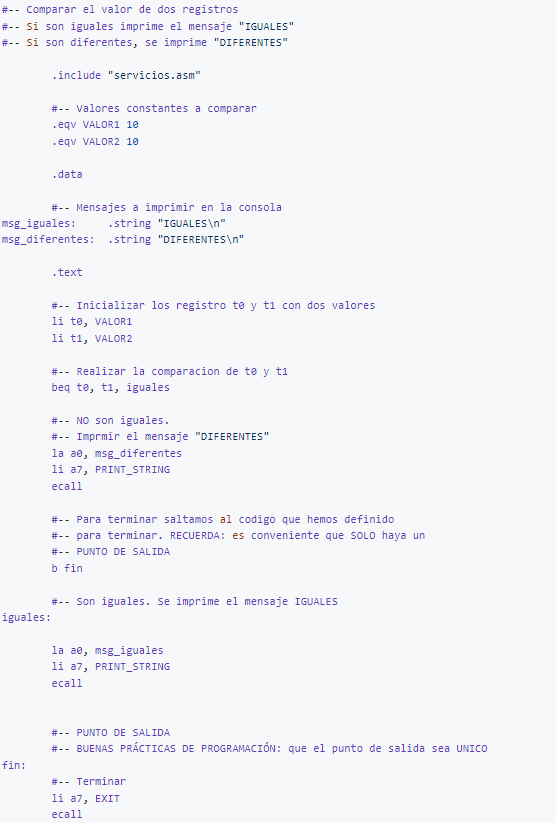 #-- Comparar el valor de dos registros
#-- Si son iguales imprime el mensaje "IGUALES"
#-- Si son diferentes, se imprime "DIFERENTES"
.include "servicios.asm"
#-- Valores constantes a comparar
.eqv VALOR1 10
.eqv VALOR2 10
.data
#-- Mensajes a imprimir en la consola
msg_iguales:     .string "IGUALES\n"
msg_diferentes:  .string "DIFERENTES\n"
.text
#-- Inicializar los registro t0 y t1 con dos valores
li t0, VALOR1
li t1, VALOR2
#-- Realizar la comparacion de t0 y t1
beq t0, t1, iguales
#-- NO son iguales.
#-- Imprmir el mensaje "DIFERENTES"
la a0, msg_diferentes
li a7, PRINT_STRING
ecall
#-- Para terminar saltamos al codigo que hemos definido
#-- para terminar. RECUERDA: es conveniente que SOLO haya un
#-- PUNTO DE SALIDA
b fin
#-- Son iguales. Se imprime el mensaje IGUALES
iguales:
la a0, msg_iguales
li a7, PRINT_STRING
ecall
#-- PUNTO DE SALIDA
#-- BUENAS PRÁCTICAS DE PROGRAMACIÓN: que el punto de salida sea UNICO
fin:
#-- Terminar
li a7, EXIT
ecall